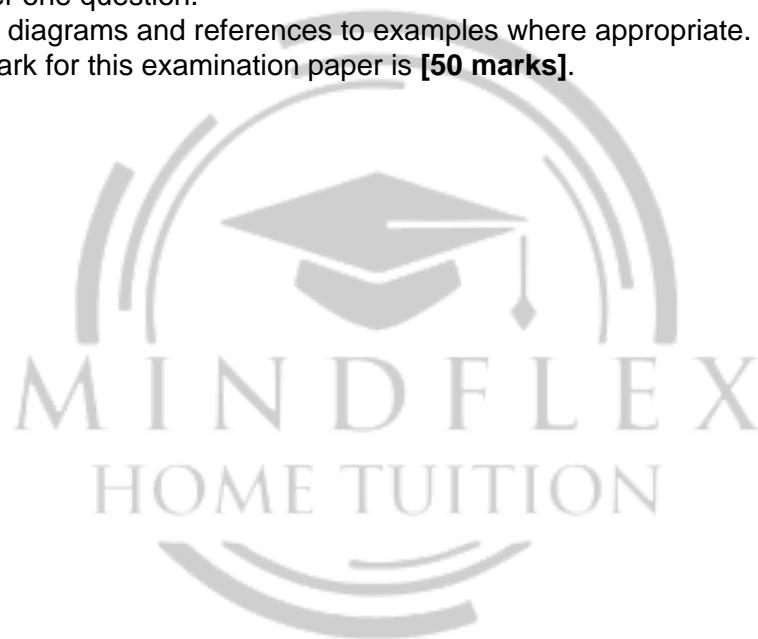 diagrams and references to examples where appropriate.
ark for this examination paper is [50 marks].
MINDFLEX
HOME TUITION